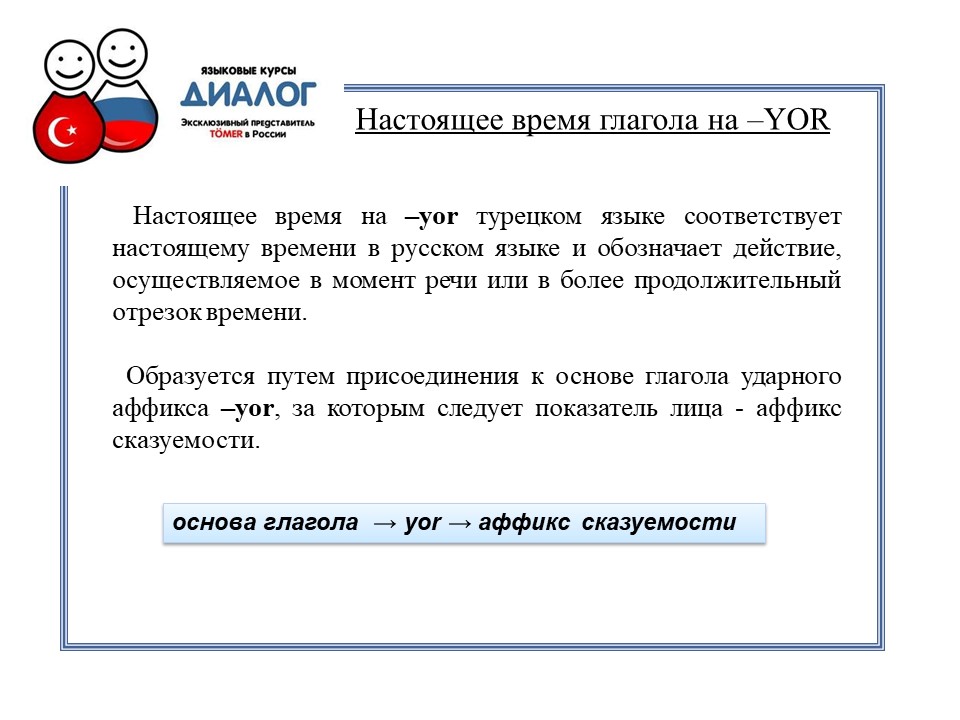 ЯЗЫКОВЫЕ КУРСЫ
ДИАЛОГ
Эксклюзивный представитель
TÖMER в России
Настоящее время глагола на –YOR
Настоящее время на –yor турецком языке соответствует
настоящему времени в русском языке и обозначает действие,
осуществляемое в момент речи или в более продолжительный
отрезок времени.
Образуется путем присоединения к основе глагола ударного
аффикса –yor, за которым следует показатель лица - аффикс
сказуемости.
основа глагола → yor → аффикс сказуемости